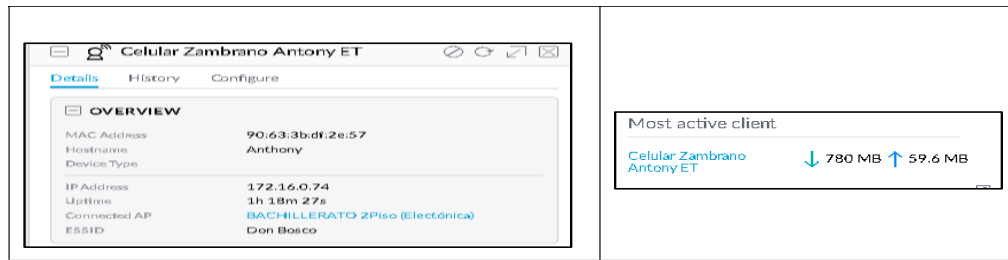 Celular Zambrano Antony ET
Details History Configure
OVERVIEW
MAC Address 90:63:3b:df:2e:57
Hostname Anthony
Device Type
IP Address 172.16.0.74
Uptime 1h 18m 27s
Connected AP BACHILLERATO 2Piso (Electónica)
ESSID Don Bosco
Most active client
Celular Zambrano
Antony ET
780 MB 59.6 MB